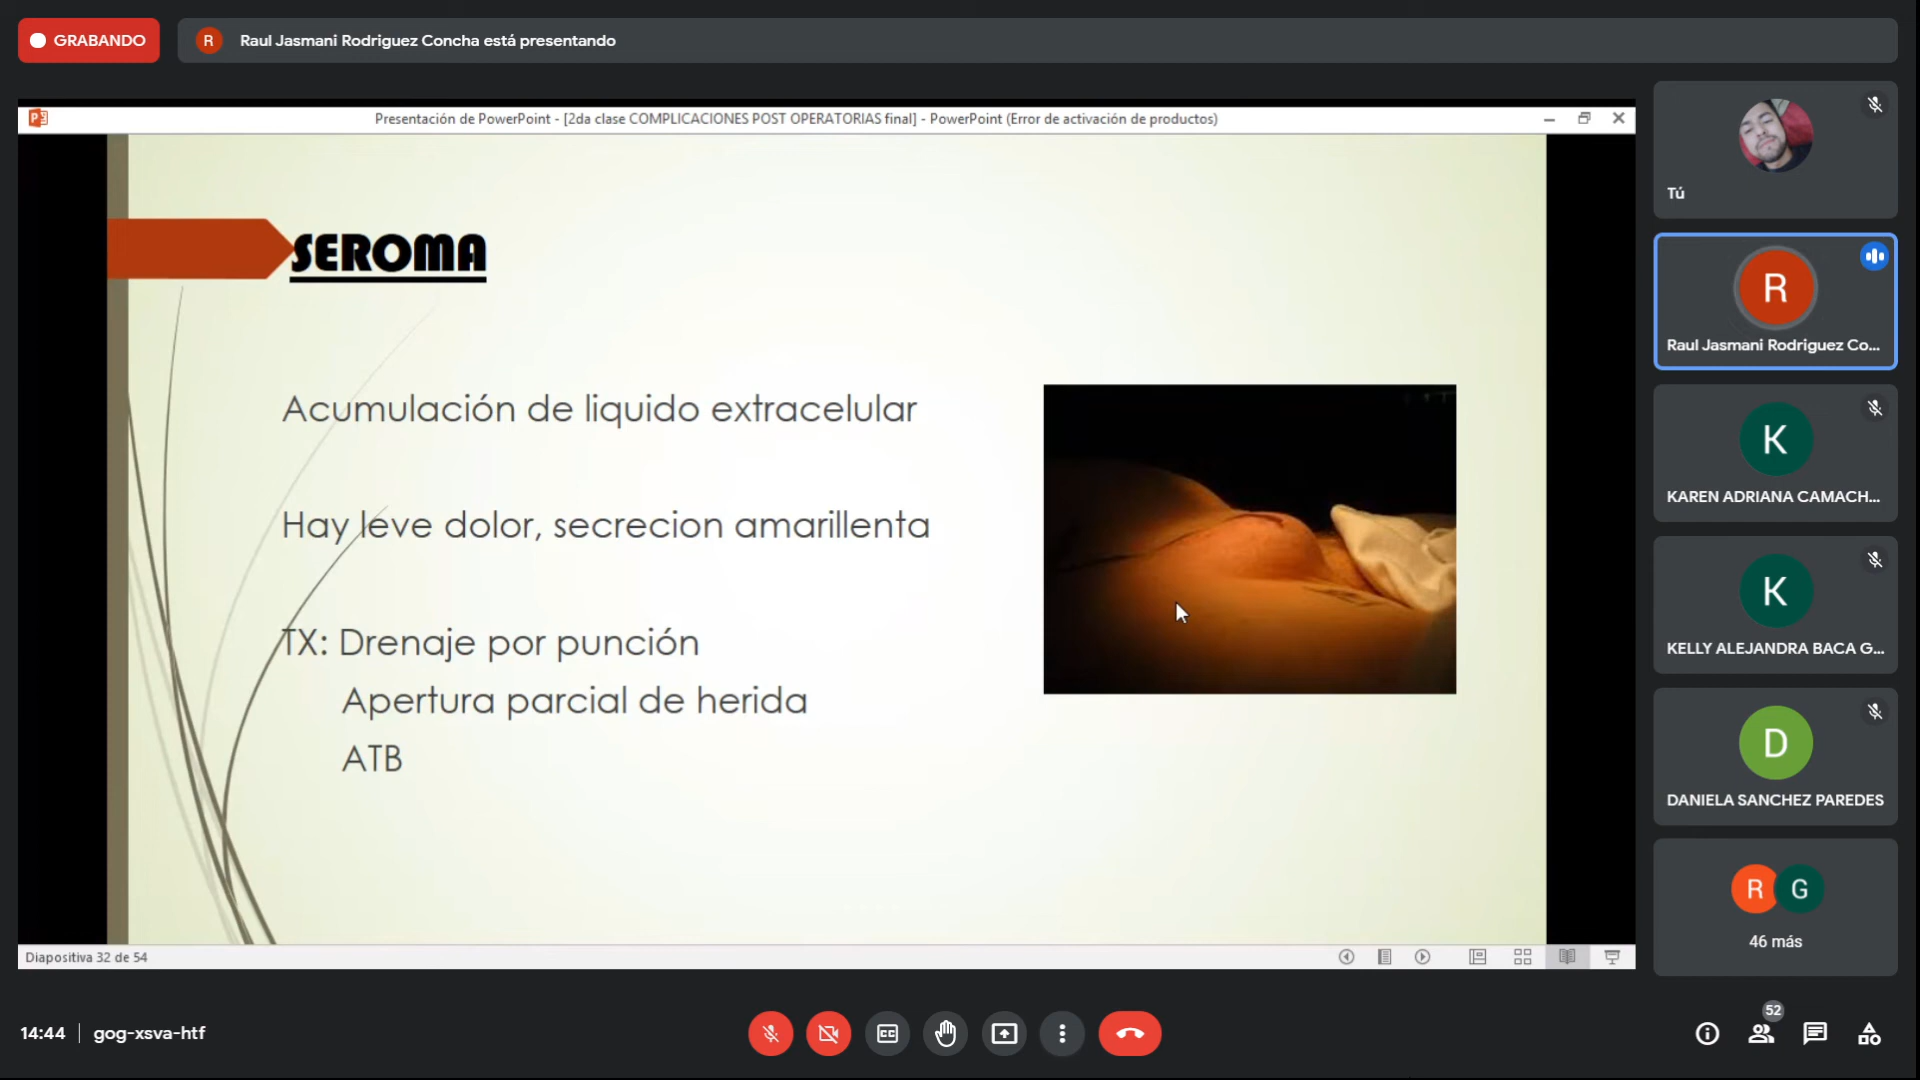 GRABANDO
R
Raul Jasmani Rodriguez Concha está presentando
Presentación de PowerPoint - [2da clase COMPLICACIONES POST OPERATORIAS final] - PowerPoint (Error de activación de productos)
SEROMA
Acumulación de liquido extracelular
Hay leve dolor, secrecion amarillenta
TX: Drenaje por punción
Apertura parcial de herida
ATB
Diapositiva 32 de 54
Tú
R
Raul Jasmani Rodriguez Co...
K
KAREN ADRIANA CAMACH...
K
KELLY ALEJANDRA BACA G...
D
DANIELA SANCHEZ PAREDES
R G
46 más
14:44 | gog-xsva-htf
CC
52